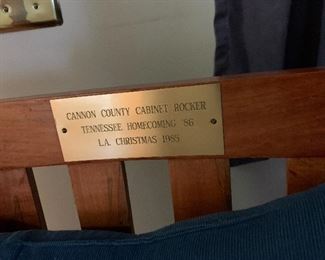 CANNON COUNTY CABINET ROCKER
TENNESSEE HOMECOMING '86
L.A. CHRISTMAS 1985